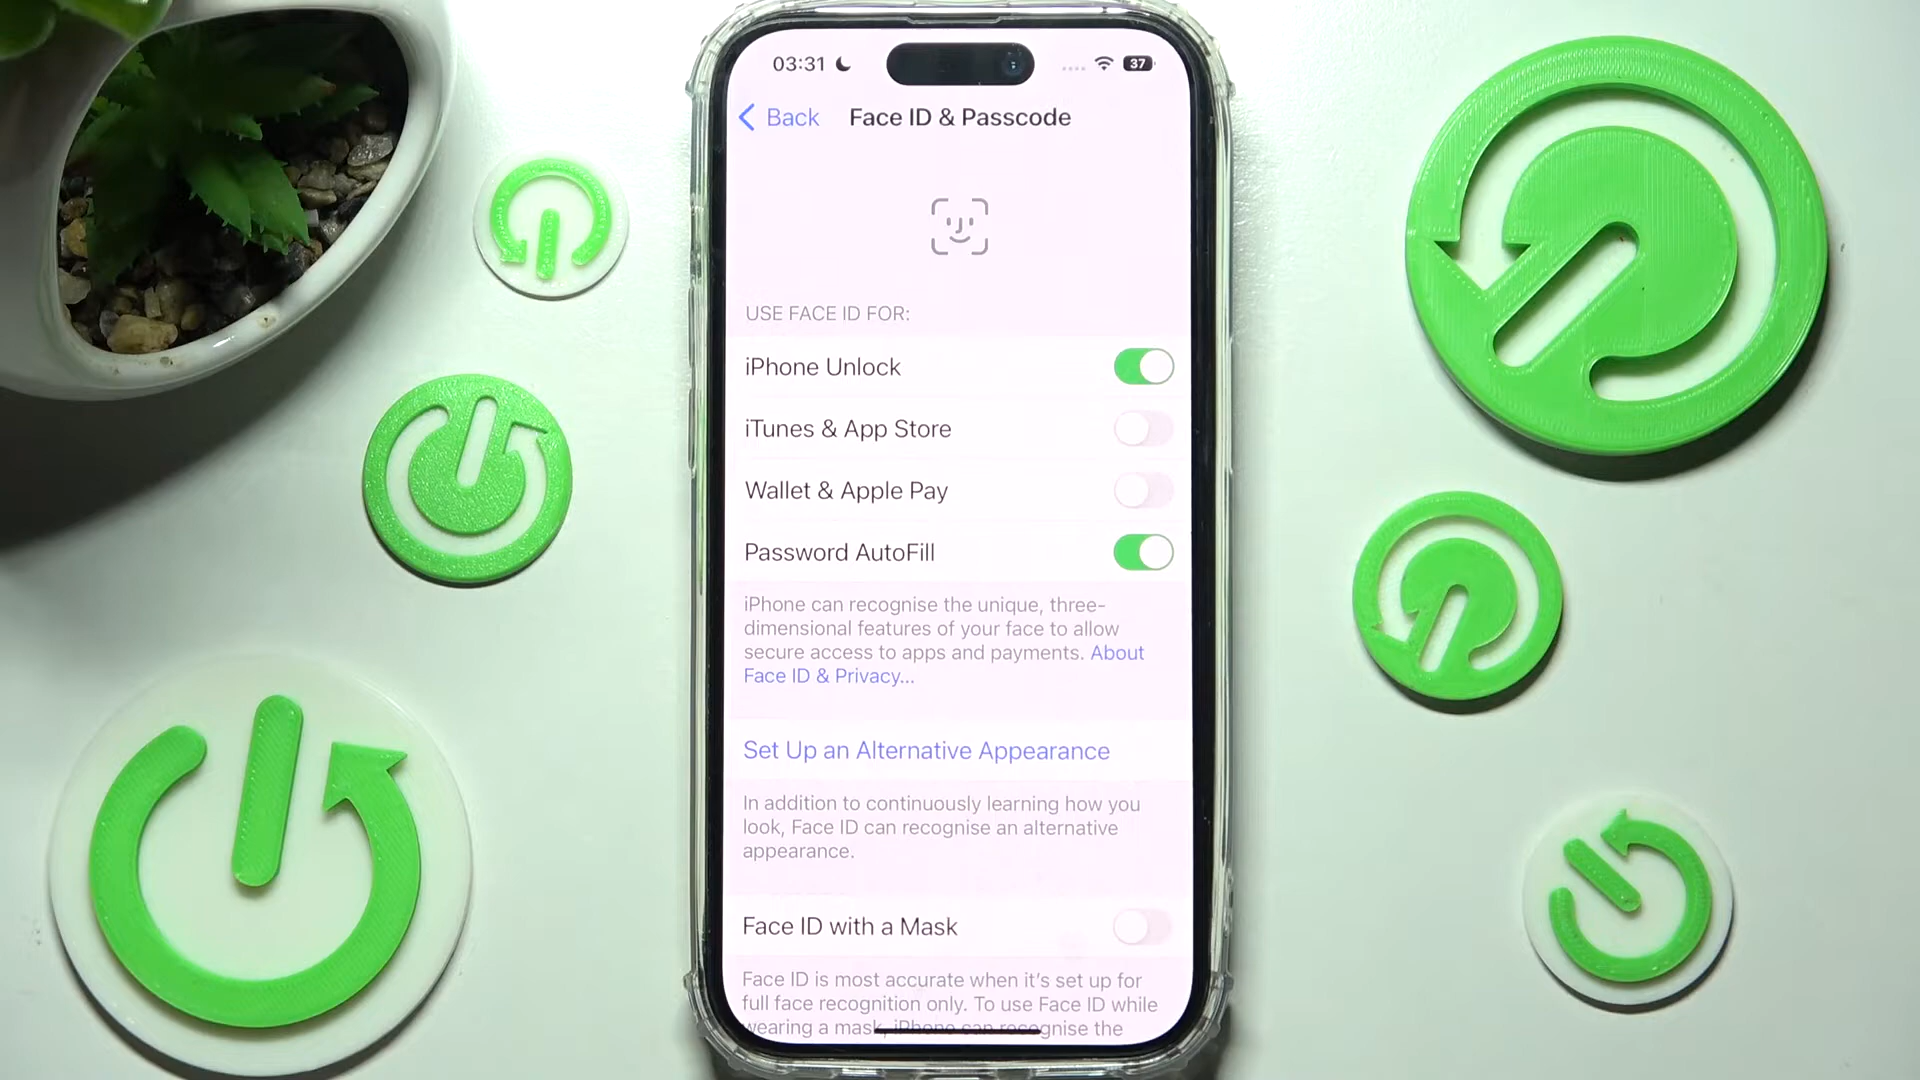 03:31
37
Back
Face ID & Passcode
USE FACE ID FOR:
iPhone Unlock
iTunes & App Store
Wallet & Apple Pay
Password AutoFill
iPhone can recognise the unique, three-
dimensional features of your face to allow
secure access to apps and payments. About
Face ID & Privacy...
Set Up an Alternative Appearance
In addition to continuously learning how you
look, Face ID can recognise an alternative
appearance.
Face ID with a Mask
Face ID is most accurate when it's set up for
full face recognition only. To use Face ID while
wearing a mask, iPhone can recognise the